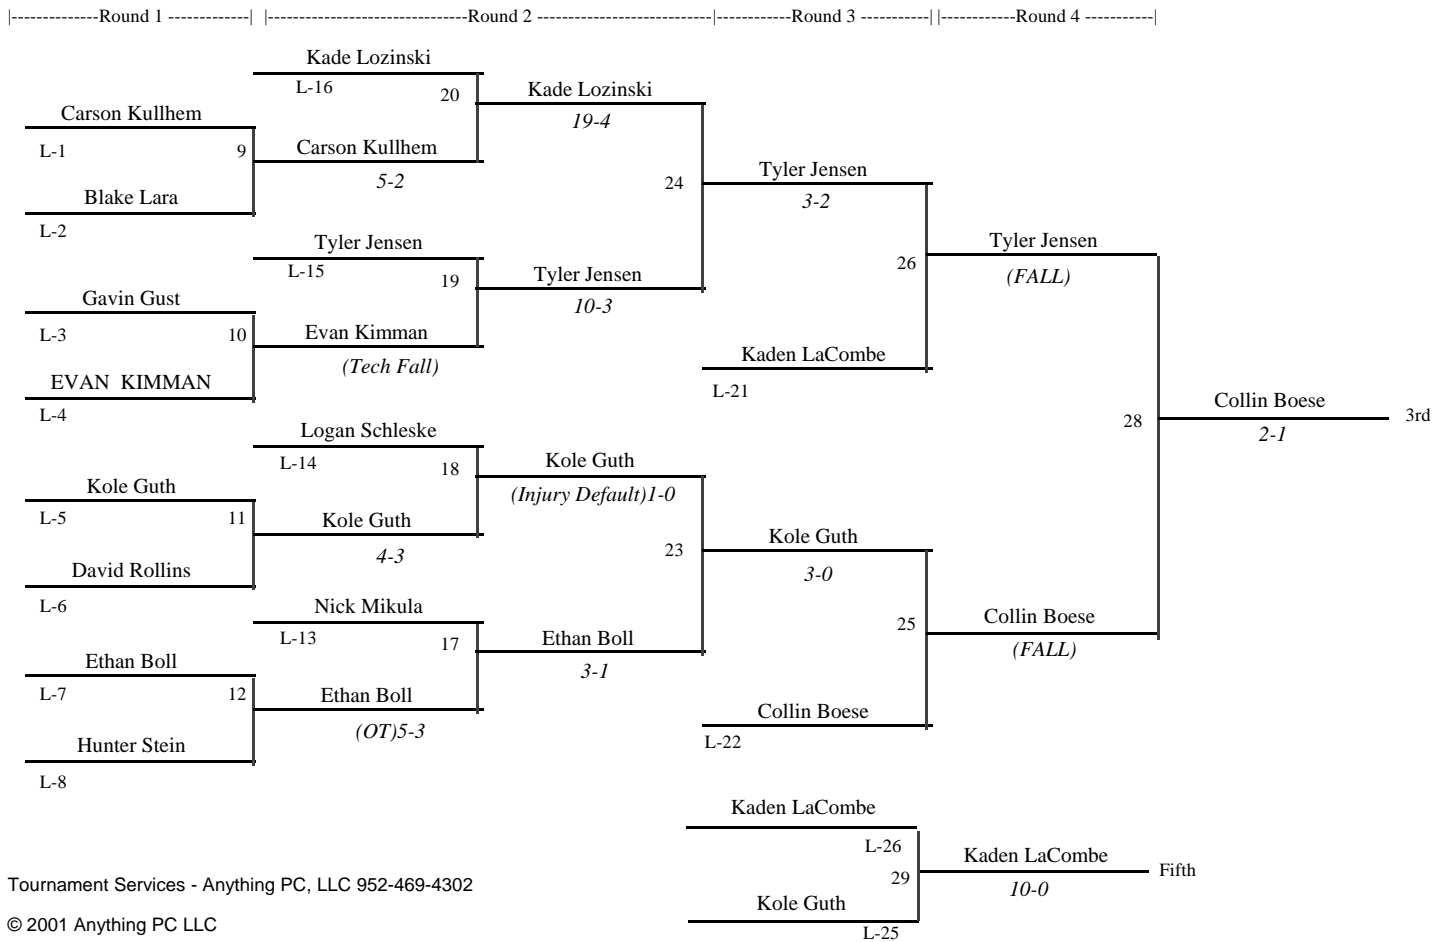 |--------------Round 1 --------------| |--------------------------------Round 2 ----------------------------|------------Round 3 -----------||------------Round 4 -----------|
Kade Lozinski
L-16
20
Kade Lozinski
19-4
Carson Kullhem
L-1
9
Carson Kullhem
5-2
Blake Lara
L-2
24
Tyler Jensen
3-2
Tyler Jensen
L-15
19
Tyler Jensen
10-3
Gavin Gust
L-3
10
Evan Kimman
(Tech Fall)
EVAN KIMMAN
L-4
26
Tyler Jensen
(FALL)
Kaden LaCombe
L-21
28
Collin Boese
2-1
3rd
Logan Schleske
L-14
18
Kole Guth
(Injury Default)1-0
Kole Guth
L-5
11
Kole Guth
4-3
David Rollins
L-6
23
Kole Guth
3-0
Nick Mikula
L-13
17
Ethan Boll
3-1
Ethan Boll
L-7
12
Ethan Boll
(OT)5-3
Hunter Stein
L-8
25
Collin Boese
(FALL)
Collin Boese
L-22
Kaden LaCombe
L-26
29
Kaden LaCombe
10-0
Fifth
Kole Guth
L-25
Tournament Services - Anything PC, LLC 952-469-4302
© 2001 Anything PC LLC